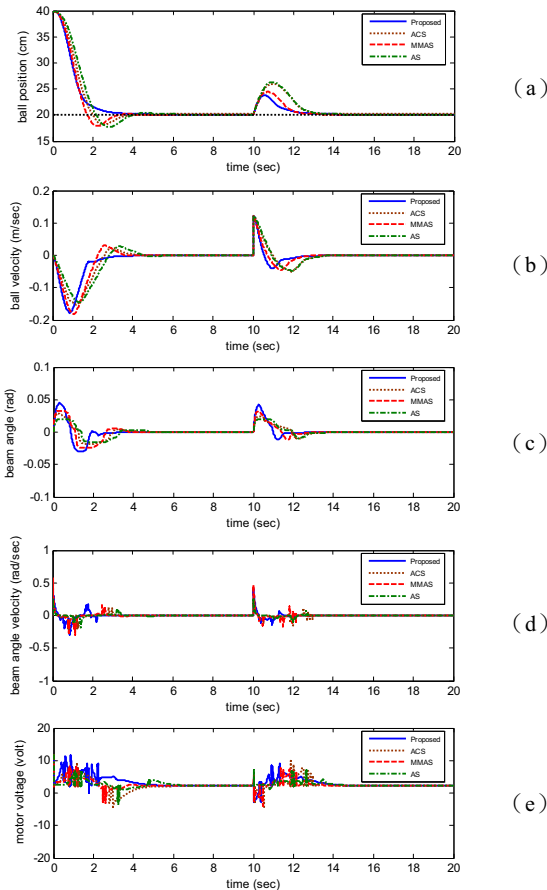 40
35
30
25
20
15
ball position (cm)
0 2 4 6 8 10 12 14 16 18 20
time (sec)
Proposed
ACS
MMAS
AS
(a)
0.2
0.1
0
-0.1
-0.2
ball velocity (m/sec)
0 2 4 6 8 10 12 14 16 18 20
time (sec)
Proposed
ACS
MMAS
AS
(b)
0.1
0.05
0
-0.05
-0.1
beam angle (rad)
0 2 4 6 8 10 12 14 16 18 20
time (sec)
Proposed
ACS
MMAS
AS
(c)
1
0.5
0
-0.5
-1
beam angle velocity (rad/sec)
0 2 4 6 8 10 12 14 16 18 20
time (sec)
Proposed
ACS
MMAS
AS
(d)
20
10
0
-10
-20
motor voltage (volt)
0 2 4 6 8 10 12 14 16 18 20
time (sec)
Proposed
ACS
MMAS
AS
(e)